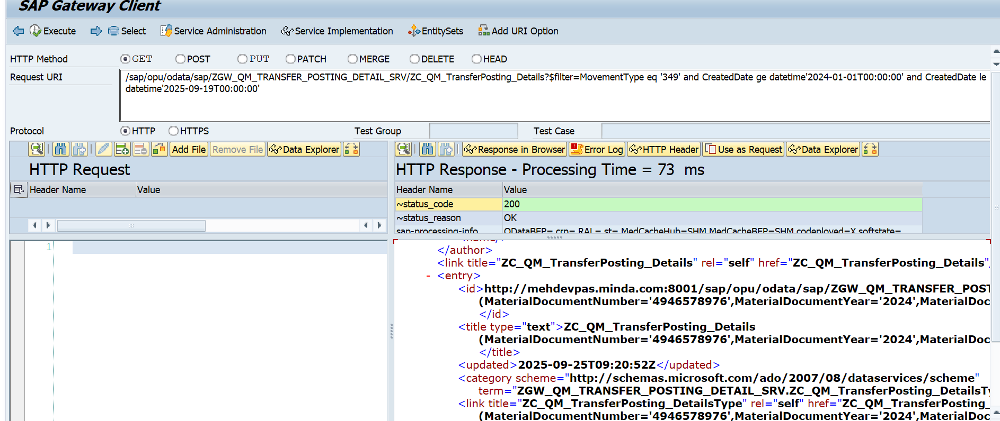 SAP Gateway Client
Execute Select Service Administration Service Implementation EntitySets Add URI Option
HTTP Method GET POST PUT PATCH MERGE DELETE HEAD
Request URI /sap/opu/odata/sap/ZGW_QM_TRANSFER_POSTING_DETAIL_SRV/ZC_QM_TransferPosting_Details?$filter=MovementType eq '349' and CreatedDate ge datetime'2024-01-01T00:00:00' and CreatedDate le
datetime'2025-09-19T00:00:00'
Protocol HTTP HTTPS Test Group Test Case
Add File Remove File Data Explorer
HTTP Request
Header Name Value
1
Response in Browser Error Log HTTP Header Use as Request Data Explorer
HTTP Response - Processing Time = 73 ms
Header Name Value
~status_code 200
~status_reason OK
sap-processing-info ODataBEP= crp= RAL= st= MedCacheHub=SHM MedCacheBEP=SHM codeployed=X softstate=
</author>
<link title="ZC_QM_TransferPosting_Details" rel="self" href="ZC_QM_TransferPosting_Details"
- <entry>
<id>http://mehdevpas.minda.com:8001/sap/opu/odata/sap/ZGW_QM_TRANSFER_POST
(MaterialDocumentNumber='4946578976',MaterialDocumentYear='2024',MaterialDoc
</id>
<title type="text">ZC_QM_TransferPosting_Details
(MaterialDocumentNumber='4946578976',MaterialDocumentYear='2024',MaterialDoc
</title>
<updated>2025-09-25T09:20:52Z</updated>
<category scheme="http://schemas.microsoft.com/ado/2007/08/dataservices/scheme"
term="ZGW_QM_TRANSFER_POSTING_DETAIL_SRV.ZC_QM_TransferPosting_DetailsTy
<link title="ZC_QM_TransferPosting_DetailsType" rel="self" href="ZC_QM_TransferPosting_
(MaterialDocumentNumber='4946578976',MaterialDocumentYear='2024',MaterialDoc